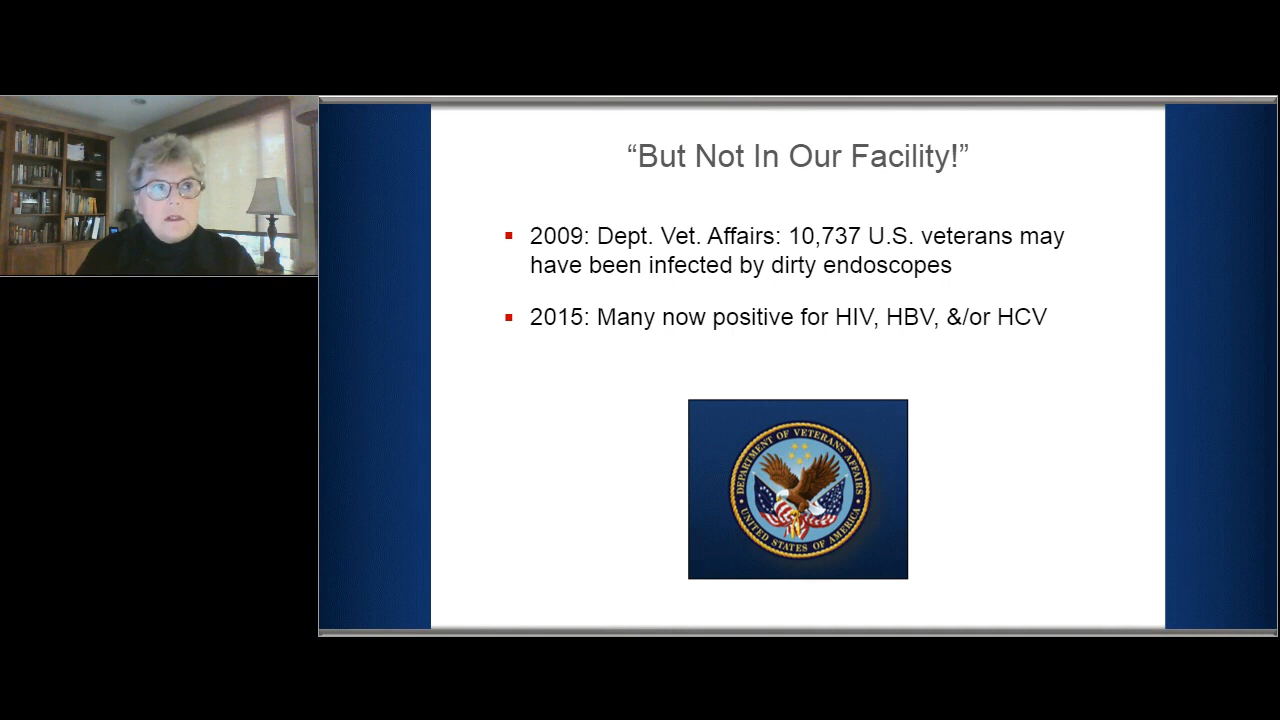 “But Not In Our Facility!”
2009: Dept. Vet. Affairs: 10,737 U.S. veterans may
have been infected by dirty endoscopes
2015: Many now positive for HIV, HBV, &/or HCV
DEPARTMENT OF VETERANS AFFAIRS
UNITED STATES OF AMERICA